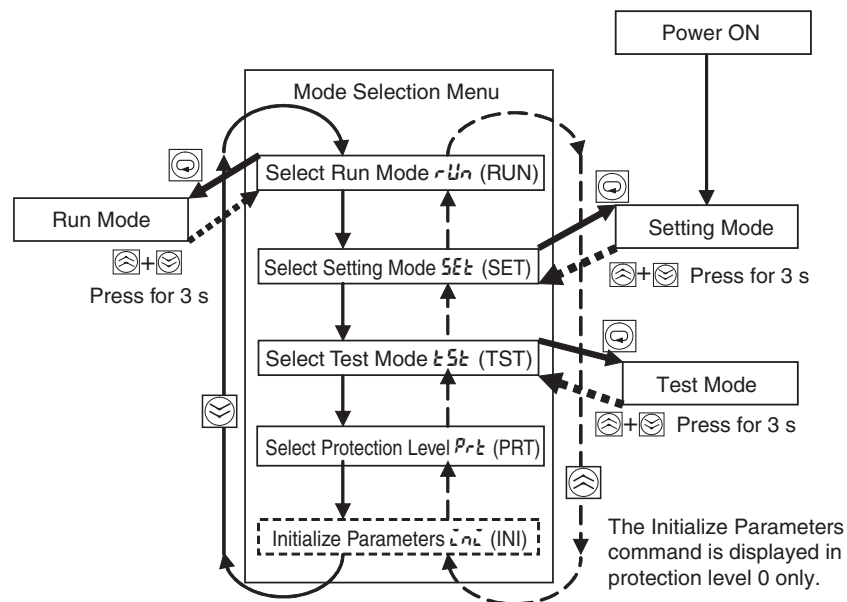 Power ON
Mode Selection Menu
Select Run Mode rUn (RUN)
Run Mode
Setting Mode
+
Press for 3 s
Select Setting Mode SEt (SET)
+ Press for 3 s
Select Test Mode tSt (TST)
Test Mode
+ Press for 3 s
Select Protection Level Prt (PRT)
Initialize Parameters ini (INI)
The Initialize Parameters
command is displayed in
protection level 0 only.